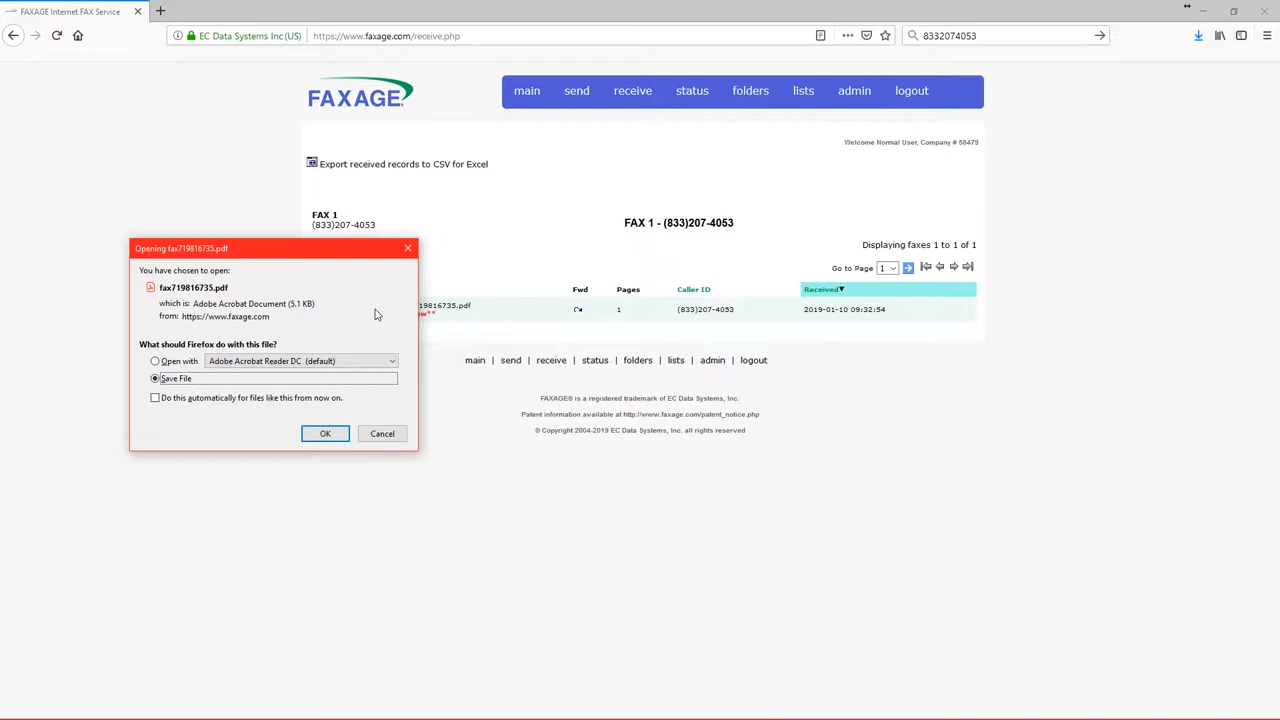 FAXAGE Internet FAX Service
EC Data Systems Inc (US)
https://www.faxage.com/receive.php
8332074053
FAXAGE
main send receive status folders lists admin logout
Welcome Normal User, Company # 58479
Export received records to CSV for Excel
FAX 1
(833)207-4053
FAX 1 - (833)207-4053
Displaying faxes 1 to 1 of 1
Go to Page 1
Fwd Pages Caller ID Received
19816735.pdf 1 (833)207-4053 2019-01-10 09:32:54
w**
Opening fax719816735.pdf
You have chosen to open:
fax719816735.pdf
which is: Adobe Acrobat Document (5.1 KB)
from: https://www.faxage.com
What should Firefox do with this file?
Open with Adobe Acrobat Reader DC (default)
Save File
Do this automatically for files like this from now on.
OK Cancel
main | send | receive | status | folders | lists | admin | logout
FAXAGE® is a registered trademark of EC Data Systems, Inc.
Patent information available at http://www.faxage.com/patent_notice.php
© Copyright 2004-2019 EC Data Systems, Inc. all rights reserved